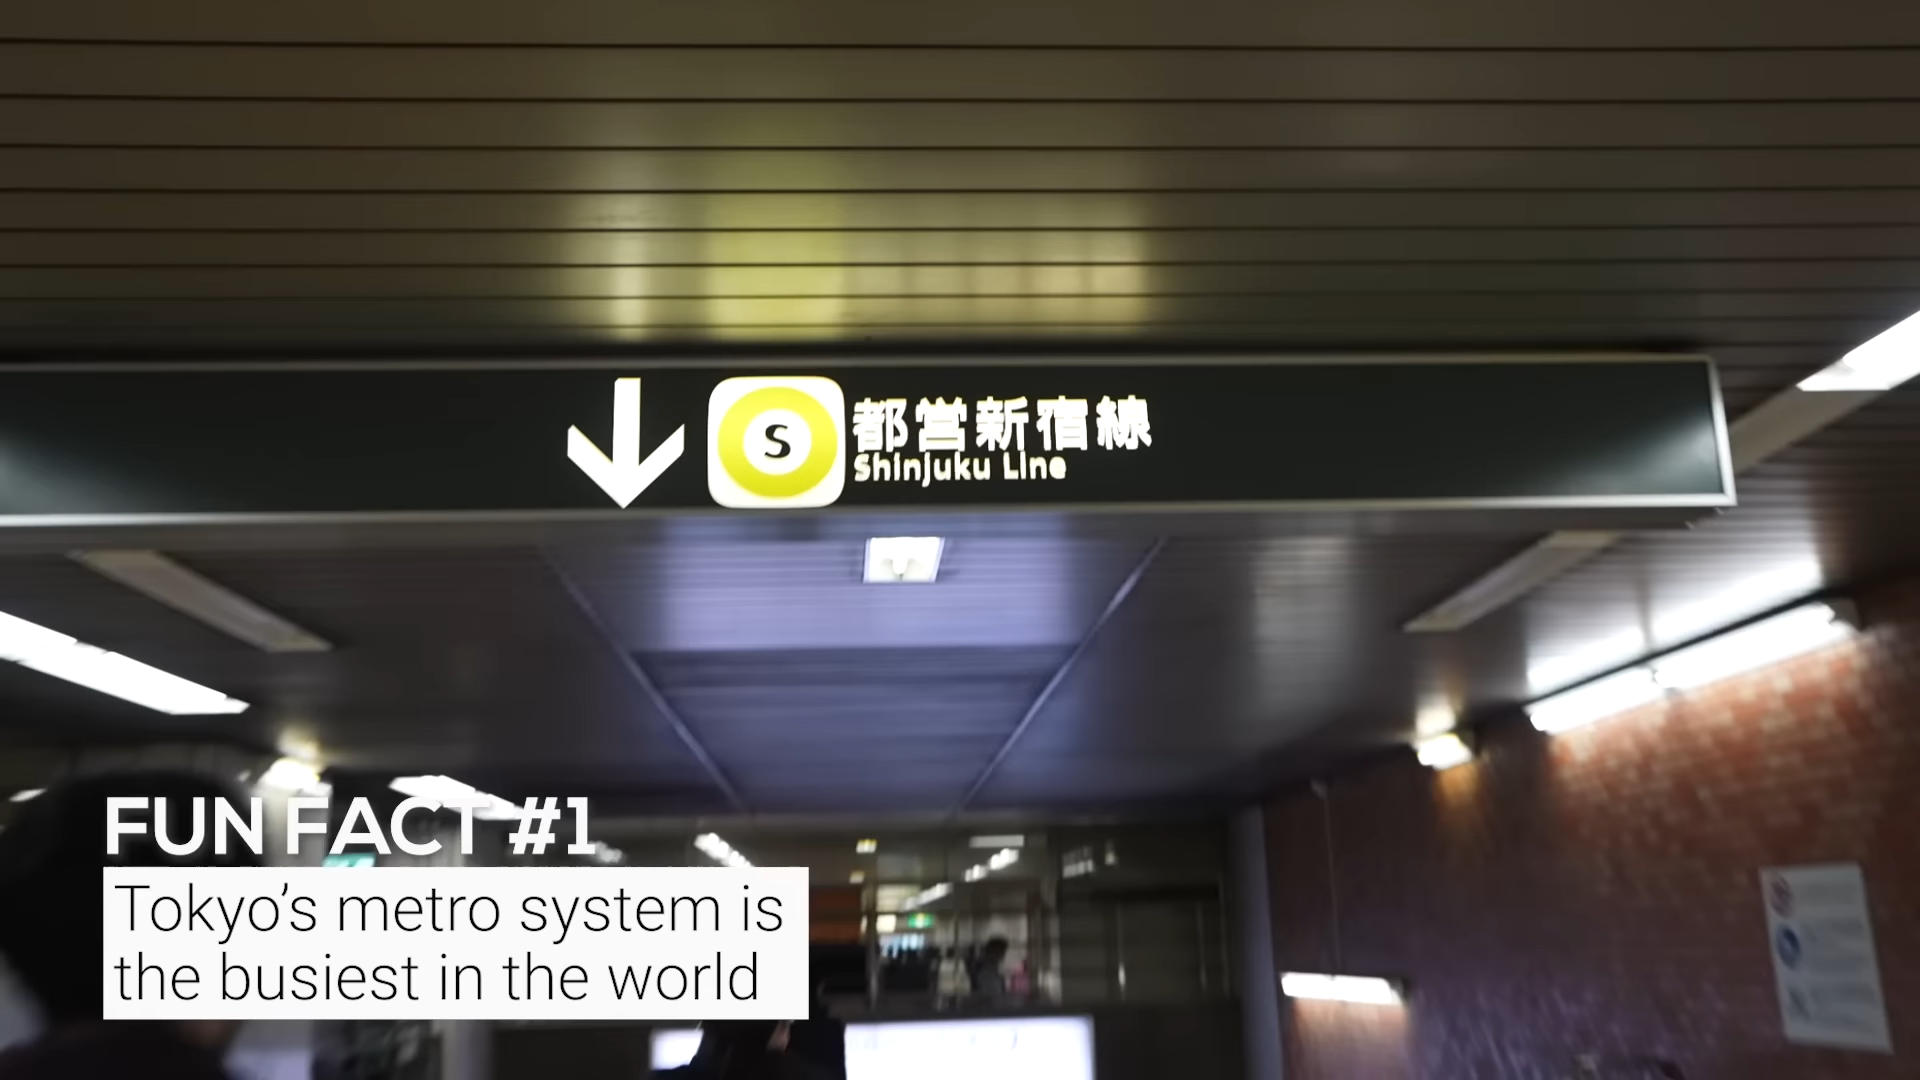 S
都営新宿線
Shinjuku Line
FUN FACT #1
Tokyo's metro system is
the busiest in the world